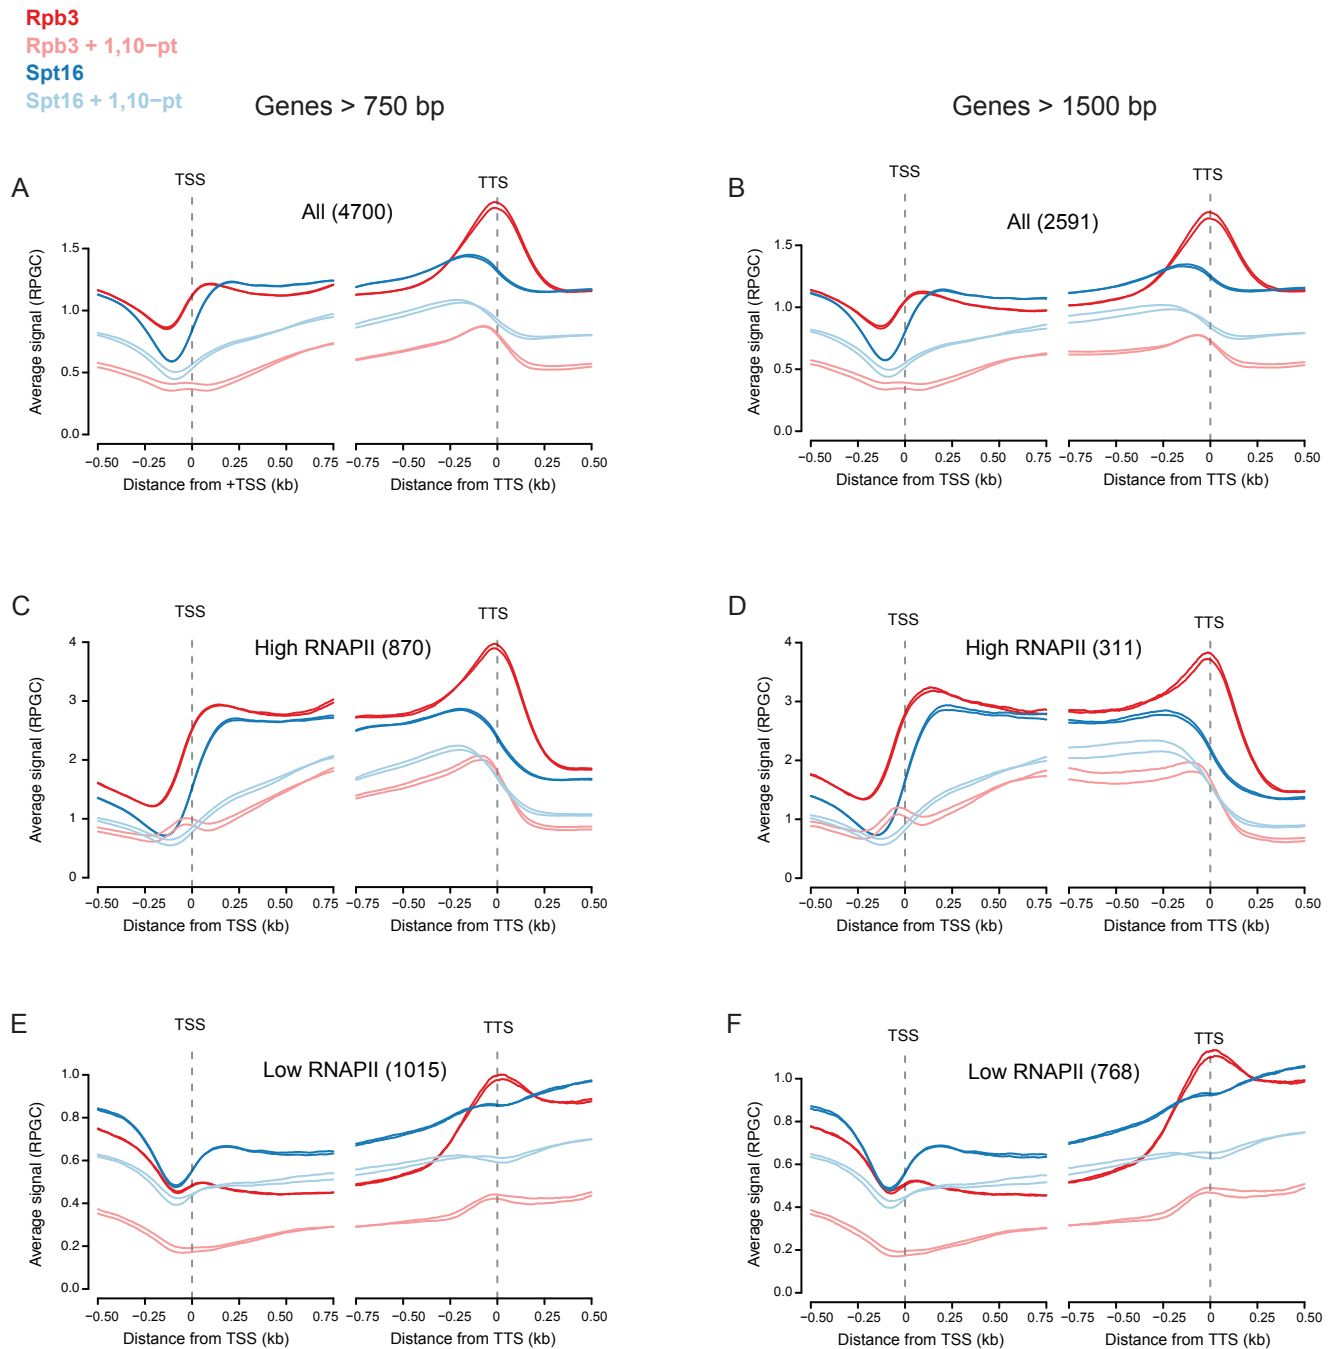 Rpb3
Rpb3 + 1,10−pt
Spt16
Spt16 + 1,10−pt
Genes > 750 bp
Genes > 1500 bp
A
TSS
TTS
All (4700)
Average signal (RPGC)
1.5
1.0
0.5
0.0
−0.50 −0.25 0 0.25 0.75
−0.75 −0.50 −0.25 0 0.25 0.50
Distance from +TSS (kb)
Distance from TTS (kb)
B
TSS
TTS
All (2591)
Average signal (RPGC)
1.5
1.0
0.5
0.0
−0.50 −0.25 0 0.25 0.50 0.75
−0.75 −0.50 −0.25 0 0.25 0.50
Distance from TSS (kb)
Distance from TTS (kb)
C
TSS
TTS
High RNAPII (870)
Average signal (RPGC)
4
3
2
1
0
−0.50 −0.25 0 0.25 0.50 0.75
−0.75 −0.50 −0.25 0 0.25 0.50
Distance from TSS (kb)
Distance from TTS (kb)
D
TSS
TTS
High RNAPII (311)
Average signal (RPGC)
4
3
2
1
0
−0.50 −0.25 0 0.25 0.50 0.75
−0.75 −0.50 −0.25 0 0.25 0.50
Distance from TSS (kb)
Distance from TTS (kb)
E
TSS
TTS
Low RNAPII (1015)
Average signal (RPGC)
1.0
0.8
0.6
0.4
0.2
0.0
−0.50 −0.25 0 0.25 0.50 0.75
−0.75 −0.50 −0.25 0 0.25 0.50
Distance from TSS (kb)
Distance from TTS (kb)
F
TSS
TTS
Low RNAPII (768)
Average signal (RPGC)
1.0
0.8
0.6
0.4
0.2
0.0
−0.50 −0.25 0 0.25 0.50 0.75
−0.75 −0.50 −0.25 0 0.25 0.50
Distance from TSS (kb)
Distance from TTS (kb)